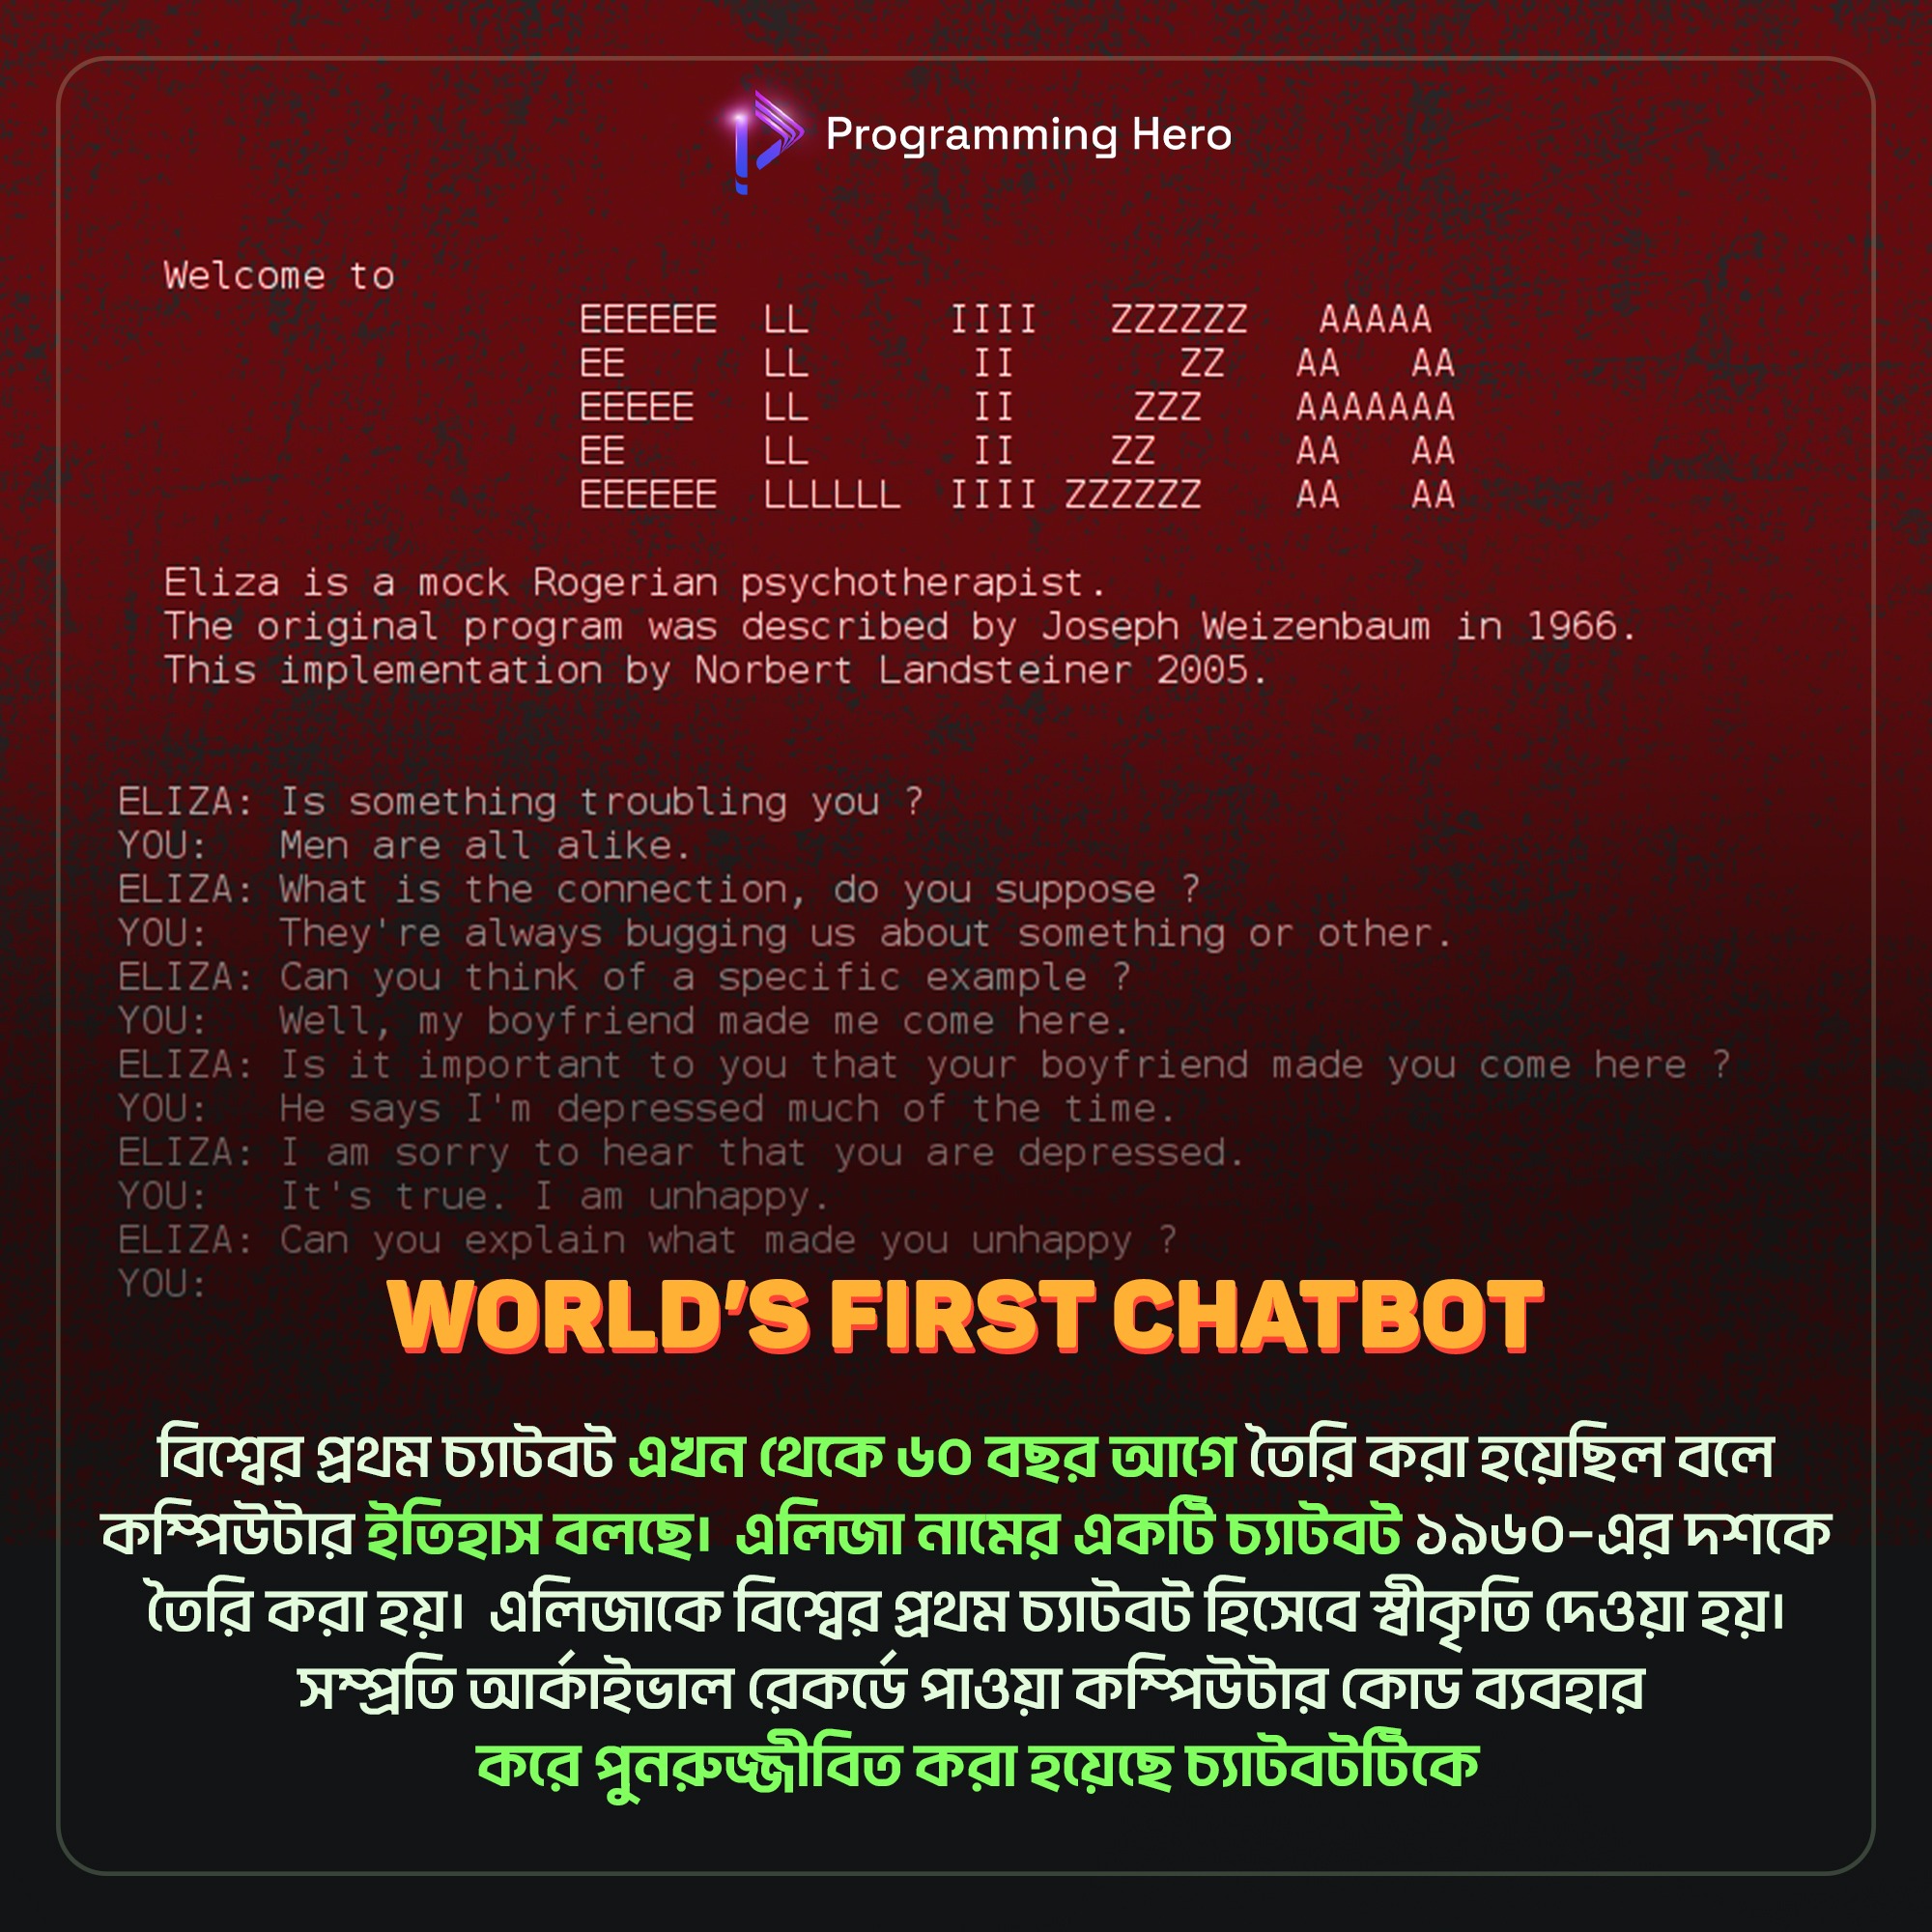 Programming Hero
Welcome to
EEEEEE  LL      IIII   ZZZZZZ   AAAAA
EE      LL       II       ZZ   AA   AA
EEEEE   LL       II     ZZZ    AAAAAAA
EE      LL       II    ZZ      AA   AA
EEEEEE  LLLLLL  IIII ZZZZZZ    AA   AA
Eliza is a mock Rogerian psychotherapist.
The original program was described by Joseph Weizenbaum in 1966.
This implementation by Norbert Landsteiner 2005.
ELIZA: Is something troubling you ?
YOU:   Men are all alike.
ELIZA: What is the connection, do you suppose ?
YOU:   They're always bugging us about something or other.
ELIZA: Can you think of a specific example ?
YOU:   Well, my boyfriend made me come here.
ELIZA: Is it important to you that your boyfriend made you come here ?
YOU:   He says I'm depressed much of the time.
ELIZA: I am sorry to hear that you are depressed.
YOU:   It's true. I am unhappy.
ELIZA: Can you explain what made you unhappy ?
YOU:
WORLD'S FIRST CHATBOT
বিশ্বের প্রথম চ্যাটবট এখন থেকে ৬০ বছর আগে তৈরি করা হয়েছিল বলে
কম্পিউটার ইতিহাস বলছে। এলিজা নামের একটি চ্যাটবট ১৯৬০-এর দশকে
তৈরি করা হয়। এলিজাকে বিশ্বের প্রথম চ্যাটবট হিসেবে স্বীকৃতি দেওয়া হয়।
সম্প্রতি আর্কাইভাল রেকর্ডে পাওয়া কম্পিউটার কোড ব্যবহার
করে পুনরুজ্জীবিত করা হয়েছে চ্যাটবটটিকে